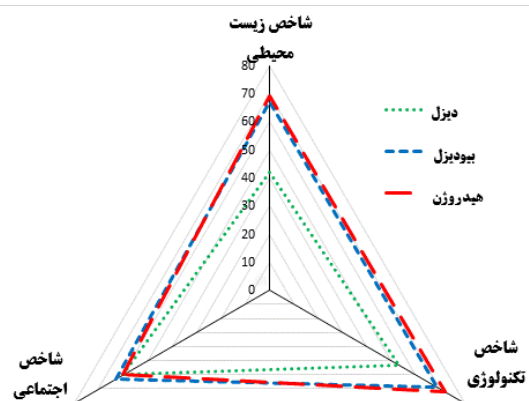 شاخص زیست
محیطی
80
70
60
50
40
30
20
10
0
دیزل
بیودیزل
هیدروژن
شاخص
تکنولوژی
شاخص
اجتماعی